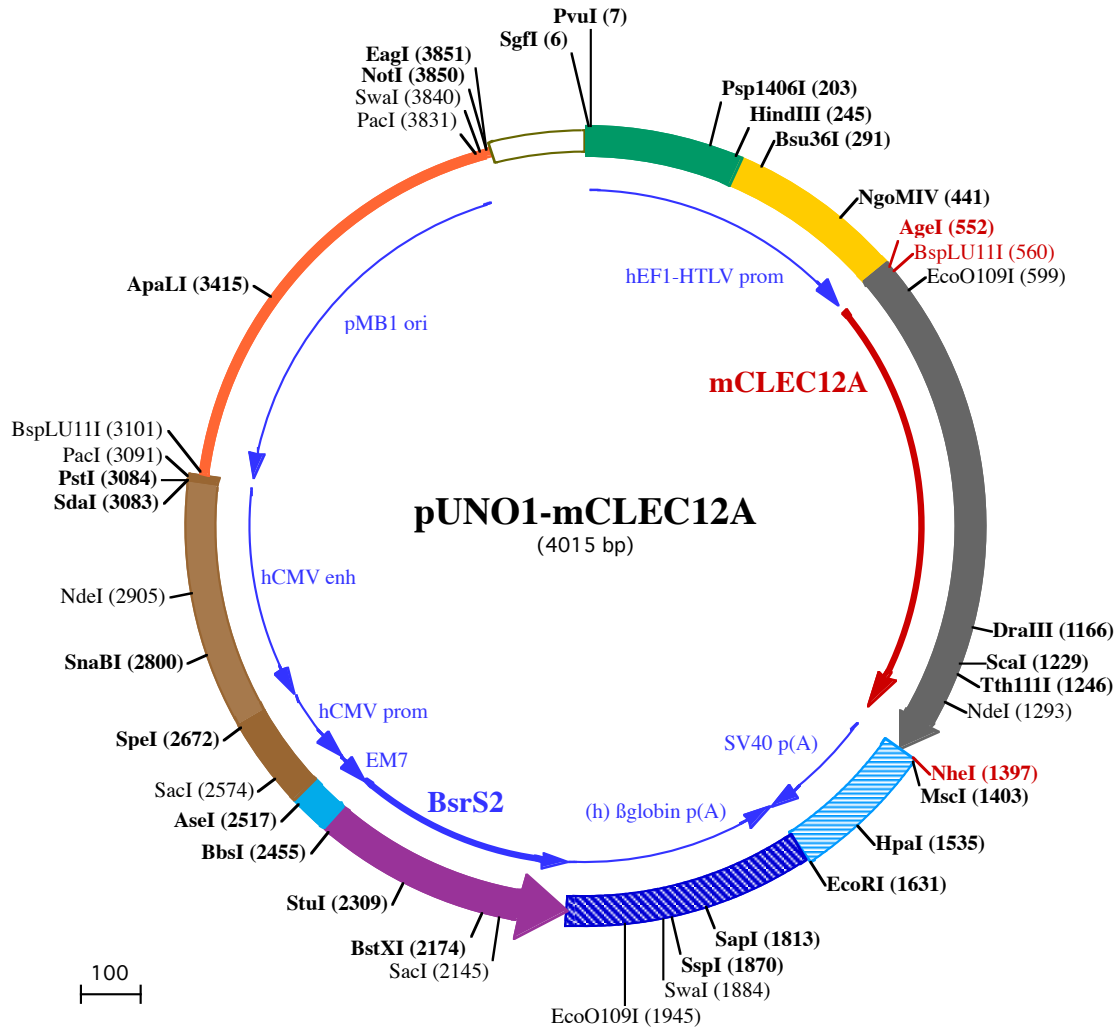 PvuI (7)
SgfI (6)
EagI (3851)
NotI (3850)
SwaI (3840)
PacI (3831)
Psp1406I (203)
HindIII (245)
Bsu36I (291)
NgoMIV (441)
AgeI (552)
BspLU11I (560)
EcoO109I (599)
hEF1-HTLV prom
ApaLI (3415)
pMB1 ori
mCLEC12A
BspLU11I (3101)
PacI (3091)
PstI (3084)
SdaI (3083)
pUNO1-mCLEC12A
(4015 bp)
hCMV enh
NdeI (2905)
SnaBI (2800)
DraIII (1166)
ScaI (1229)
Tth111I (1246)
NdeI (1293)
hCMV prom
SpeI (2672)
SV40 p(A)
EM7
NheI (1397)
MscI (1403)
SacI (2574)
BsrS2
(h) ßglobin p(A)
AseI (2517)
HpaI (1535)
BbsI (2455)
EcoRI (1631)
StuI (2309)
SapI (1813)
BstXI (2174)
SspI (1870)
SacI (2145)
SwaI (1884)
100
EcoO109I (1945)